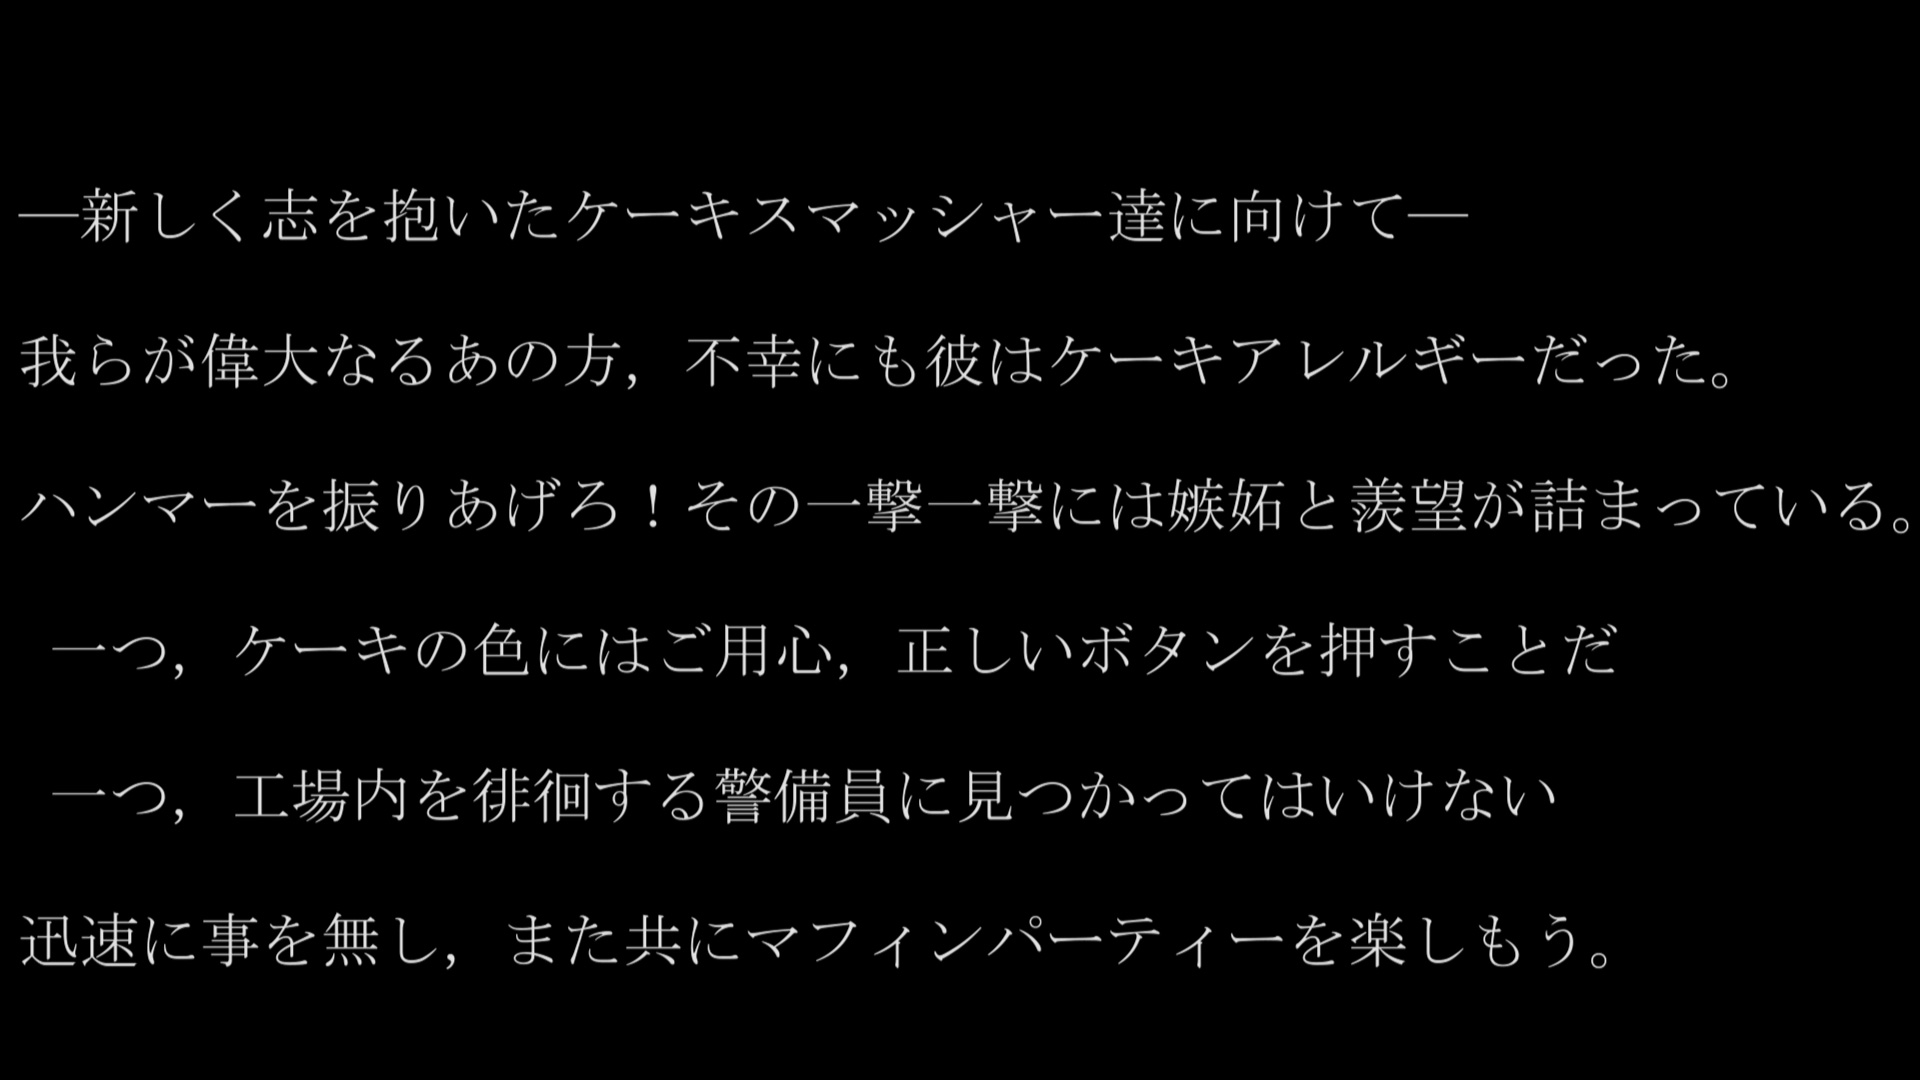 ―新しく志を抱いたケーキスマッシャー達に向けて―
我らが偉大なるあの方，不幸にも彼はケーキアレルギーだった。
ハンマーを振りあげろ！その一撃一撃には嫉妬と羨望が詰まっている。
一つ，ケーキの色にはご用心，正しいボタンを押すことだ
一つ，工場内を徘徊する警備員に見つかってはいけない
迅速に事を無し，また共にマフィンパーティーを楽しもう。